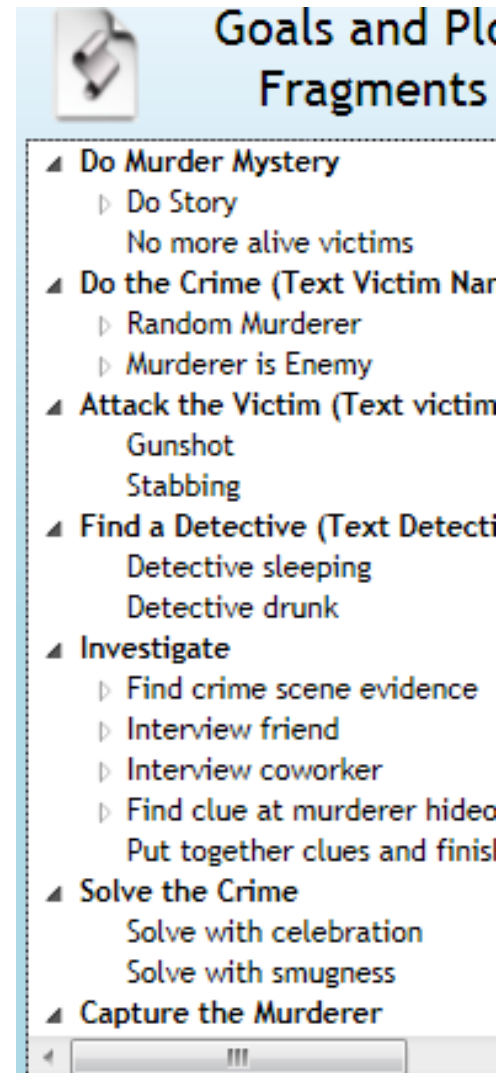 Goals and Plo
Fragments
Do Murder Mystery
Do Story
No more alive victims
Do the Crime (Text Victim Nar
Random Murderer
Murderer is Enemy
Attack the Victim (Text victim
Gunshot
Stabbing
Find a Detective (Text Detecti
Detective sleeping
Detective drunk
Investigate
Find crime scene evidence
Interview friend
Interview coworker
Find clue at murderer hideo
Put together clues and finish
Solve the Crime
Solve with celebration
Solve with smugness
Capture the Murderer